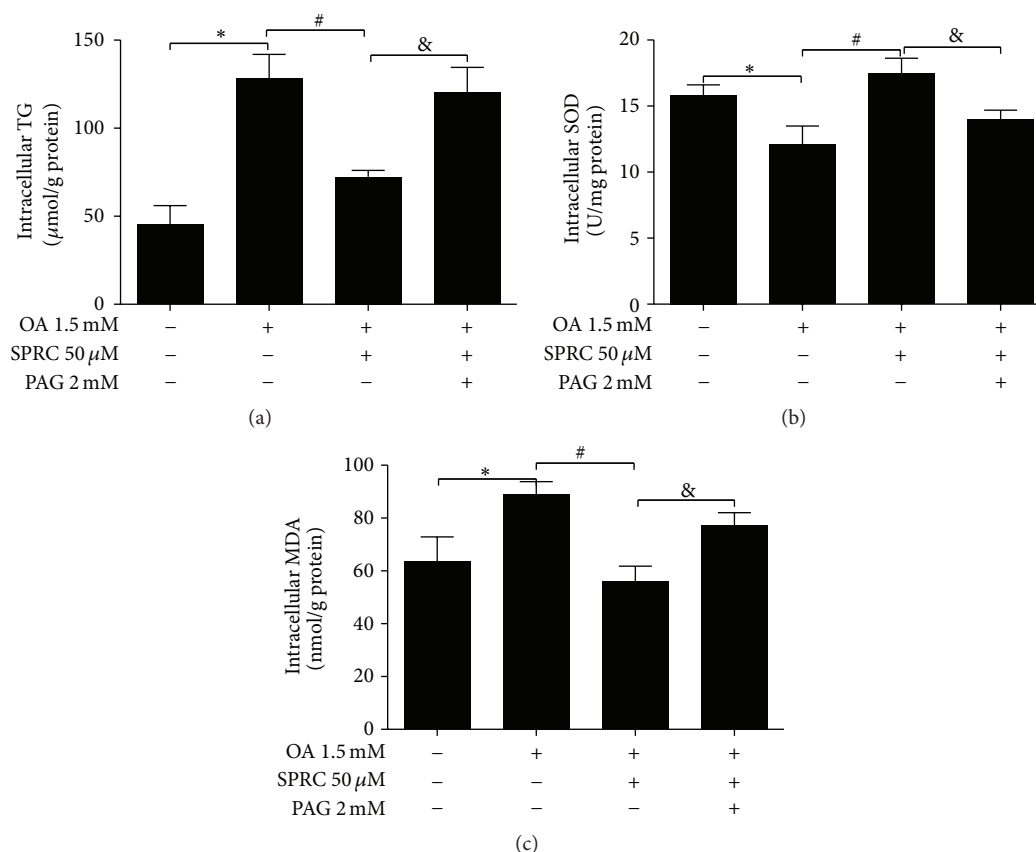 Intracellular TG
(μmol/g protein)
150
100
50
0
*
#
&
OA 1.5 mM − + + +
SPRC 50 μM − − + +
PAG 2 mM − − − +
(a)
Intracellular SOD
(U/mg protein)
20
15
10
5
0
*
#
&
OA 1.5 mM − + + +
SPRC 50 μM − − + +
PAG 2 mM − − − +
(b)
Intracellular MDA
(nmol/g protein)
100
80
60
40
20
0
*
#
&
OA 1.5 mM − + + +
SPRC 50 μM − − + +
PAG 2 mM − − − +
(c)